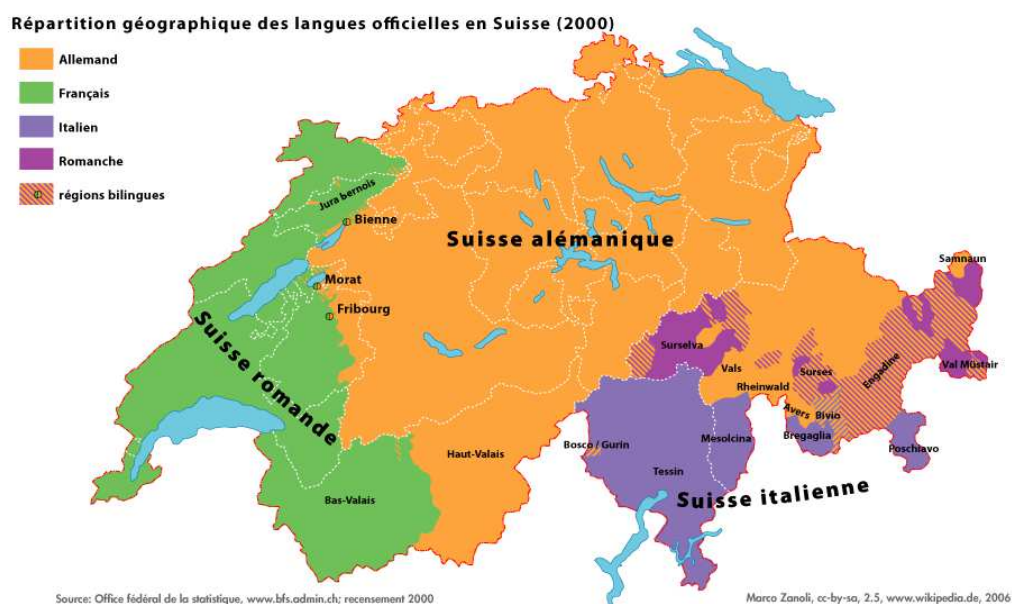 Répartition géographique des langues officielles en Suisse (2000)
Allemand
Français
Italien
Romanche
régions bilingues
Jura bernois
Bienne
Suisse alémanique
Morat
Fribourg
Suisse romande
Samnaun
Surselva
Vals
Rheinwald
Surses
Engadine
Val Müstair
Avers
Bivio
Bregaglia
Poschiavo
Bosco / Gurin
Mesolcina
Haut-Valais
Tessin
Bas-Valais
Suisse italienne
Source: Office fédéral de la statistique, www.bfs.admin.ch; recensement 2000
Marco Zanoli, cc-by-sa, 2.5, www.wikipedia.de, 2006